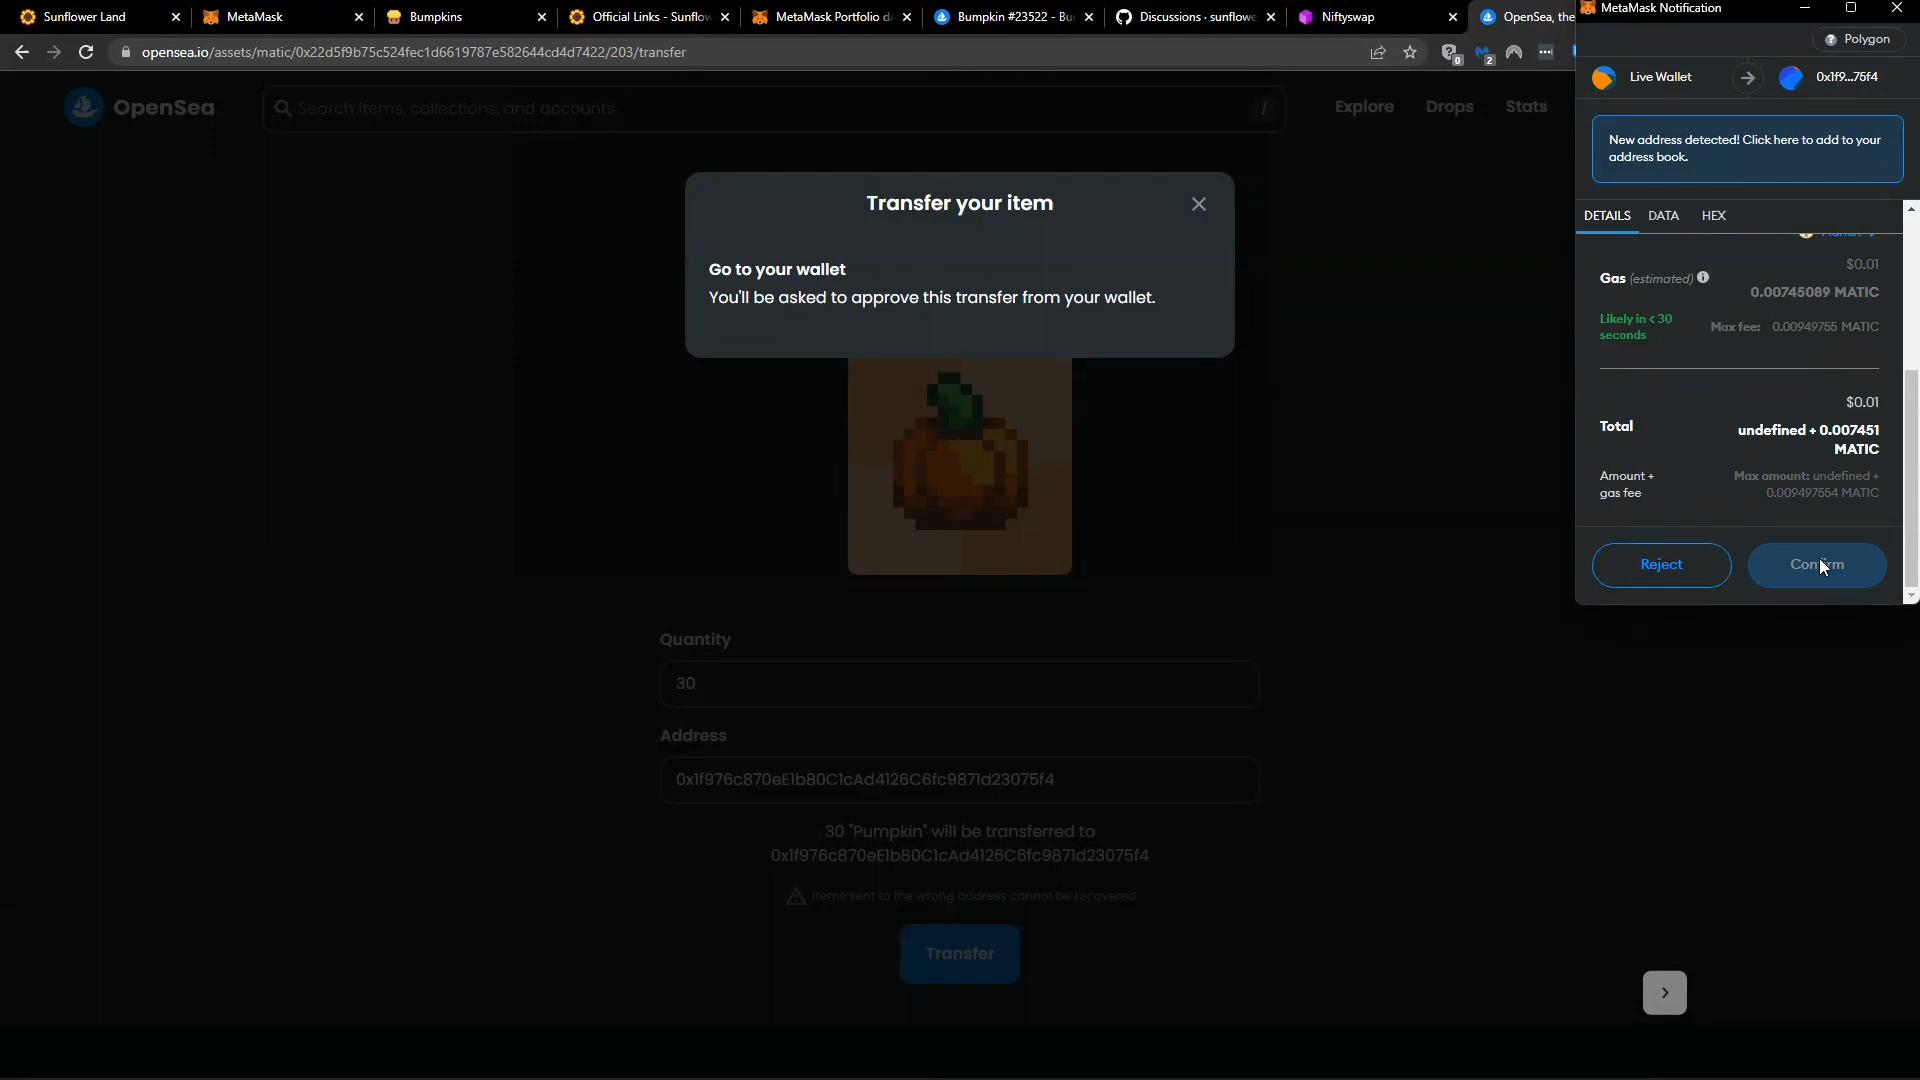 Sunflower Land
MetaMask
Bumpkins
Official Links - Sunflow
MetaMask Portfolio d
Bumpkin #23522 - Bu
Discussions · sunflowe
Niftyswap
OpenSea, the
MetaMask Notification
opensea.io/assets/matic/0x22d5f9b75c524fec1d6619787e582644cd4d7422/203/transfer
0
2
Polygon
Live Wallet
0x1f9...75f4
OpenSea
Search items, collections, and accounts
/
Explore
Drops
Stats
New address detected! Click here to add to your
address book.
Transfer your item
Go to your wallet
You'll be asked to approve this transfer from your wallet.
DETAILS
DATA
HEX
$0.01
Gas (estimated)
0.00745089 MATIC
Likely in < 30
seconds
Max fee: 0.00949755 MATIC
$0.01
Total
undefined + 0.007451
MATIC
Amount +
gas fee
Max amount: undefined +
0.009497554 MATIC
Reject
Confirm
Quantity
30
Address
0x1f976c870eE1b80C1cAd4126C6fc9871d23075f4
30 "Pumpkin" will be transferred to
0x1f976c870eE1b80C1cAd4126C6fc9871d23075f4
Items sent to the wrong address cannot be recovered
Transfer